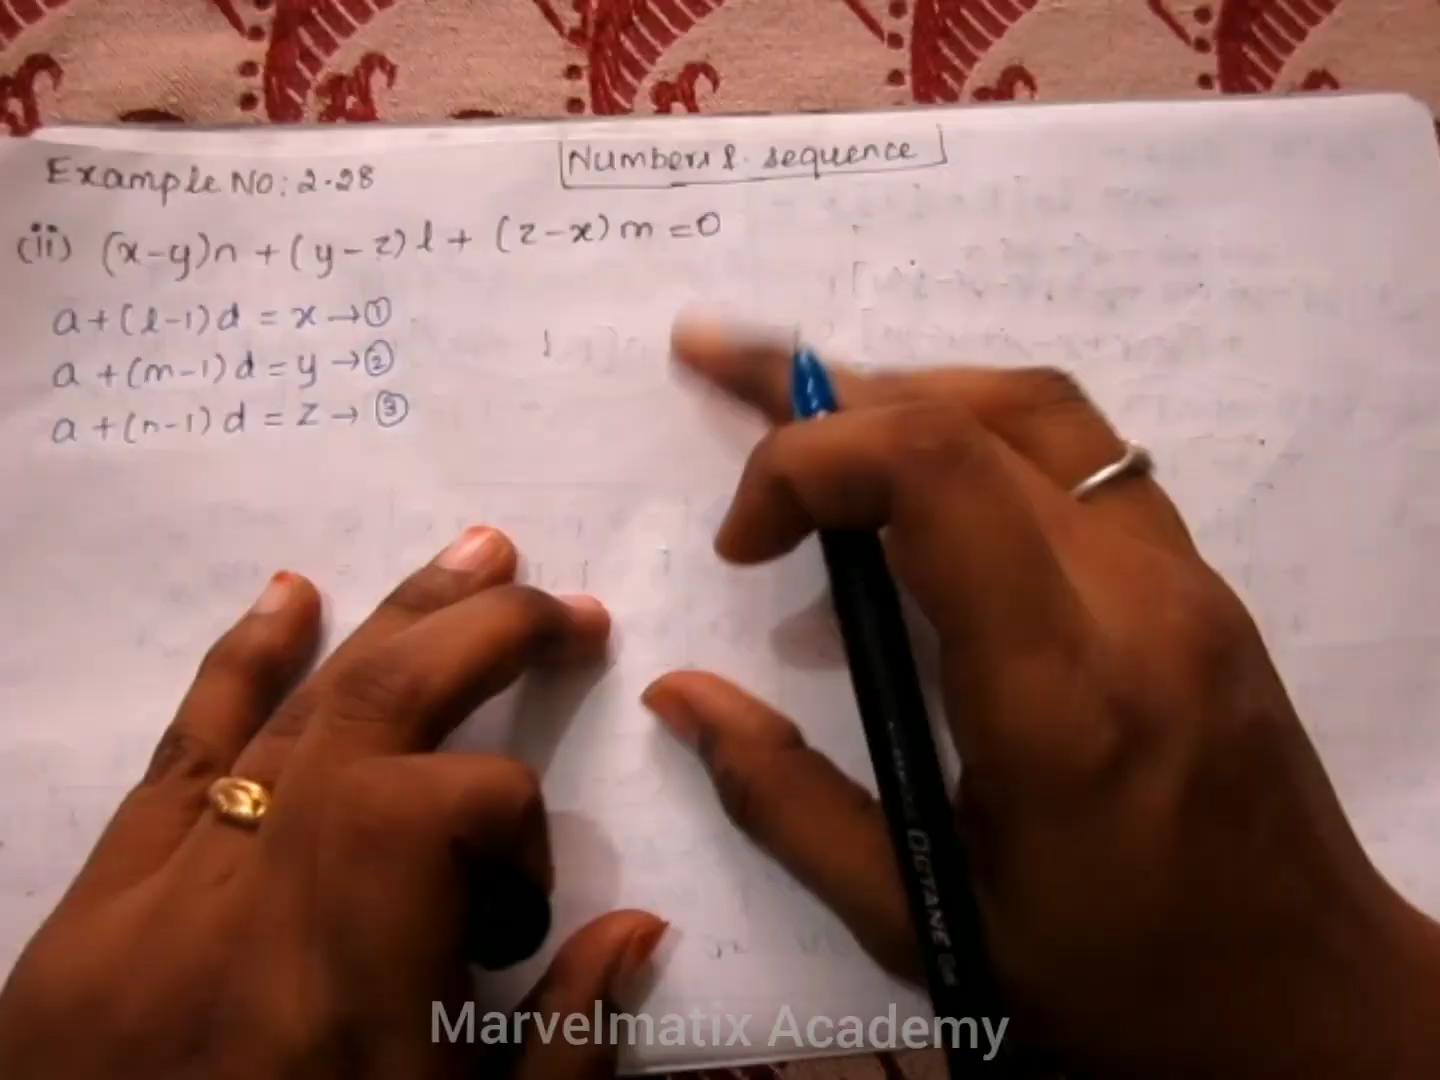 Example No: 2.28
Numbers & sequence
(ii) (x-y)n + (y-z)l + (z-x)m = 0
a + (l-1)d = x → ①
a + (m-1)d = y → ②
a + (n-1)d = z → ③
OCTANE
Marvelmatix Academy